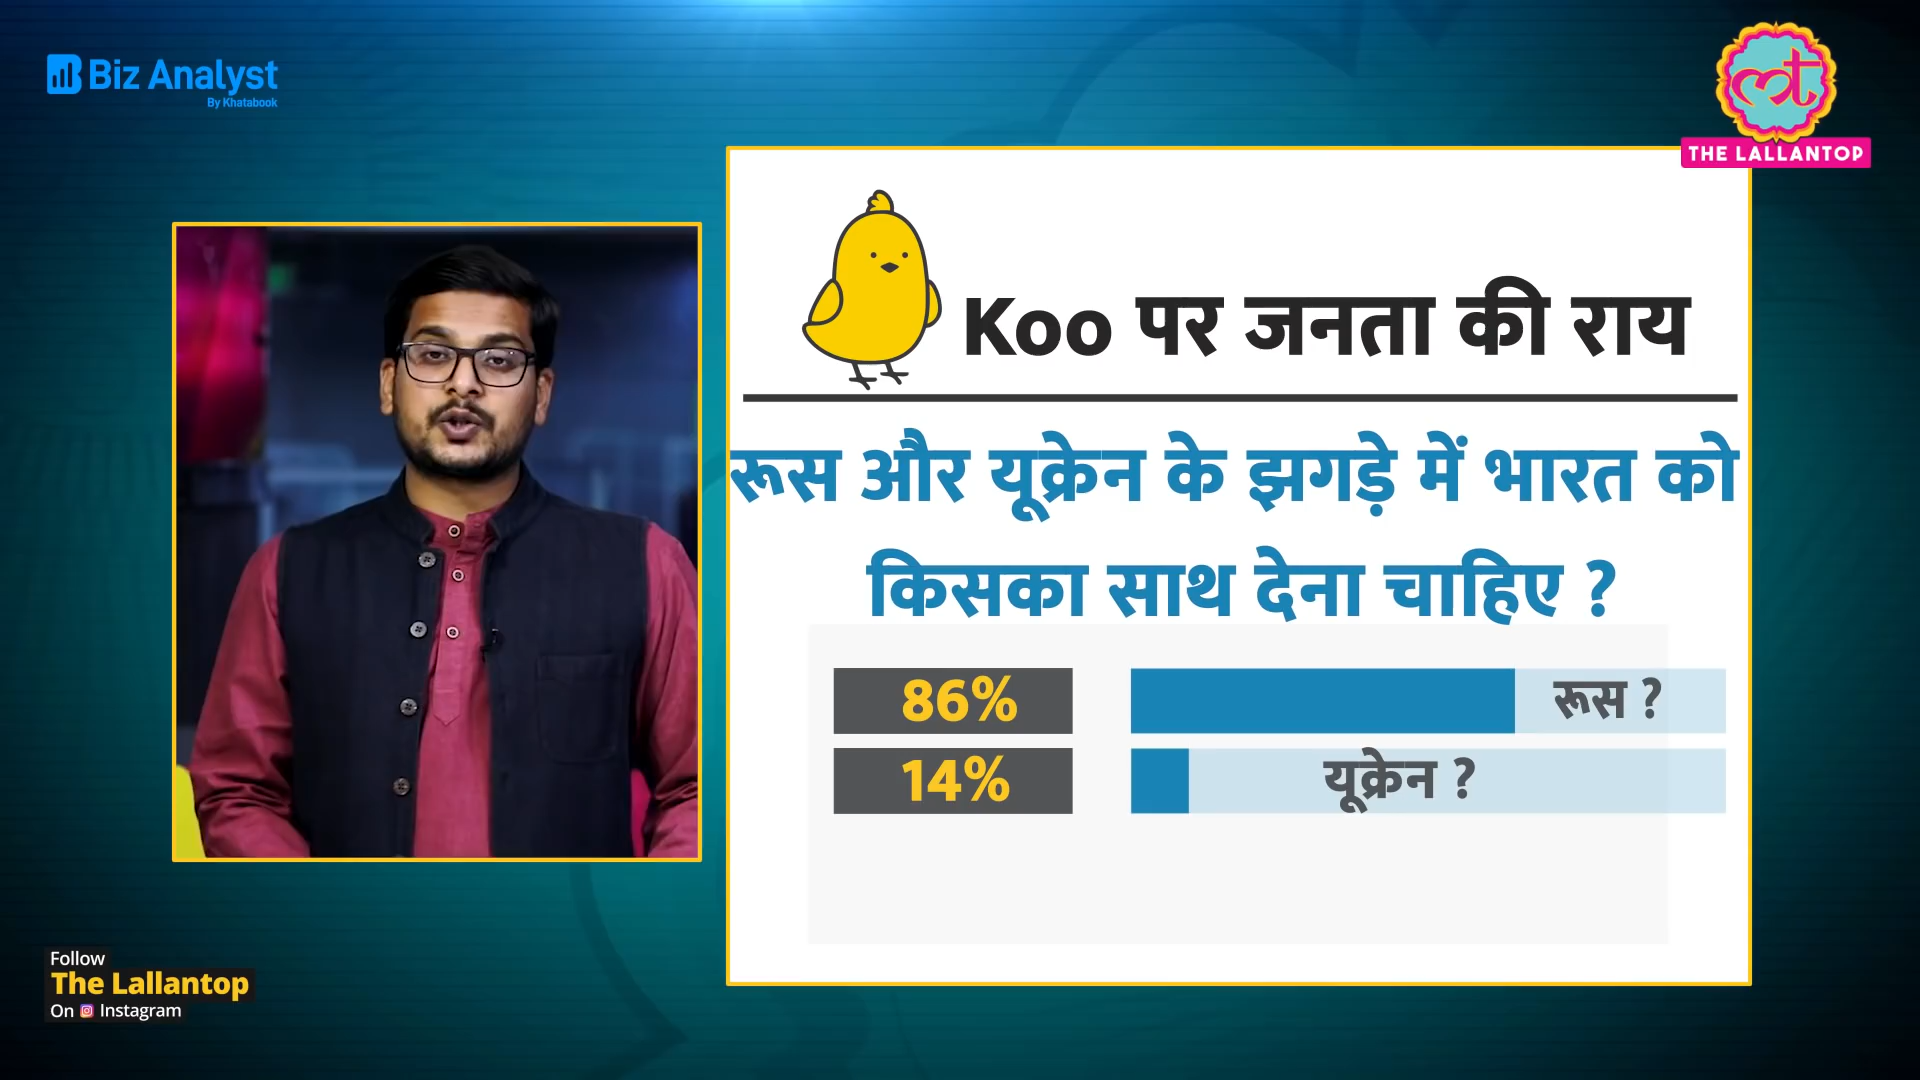 Biz Analyst
By Khatabook
THE LALLANTOP
Koo पर जनता की राय
रूस और यूक्रेन के झगड़े में भारत को
किसका साथ देना चाहिए ?
86% रूस ?
14% यूक्रेन ?
Follow
The Lallantop
On Instagram